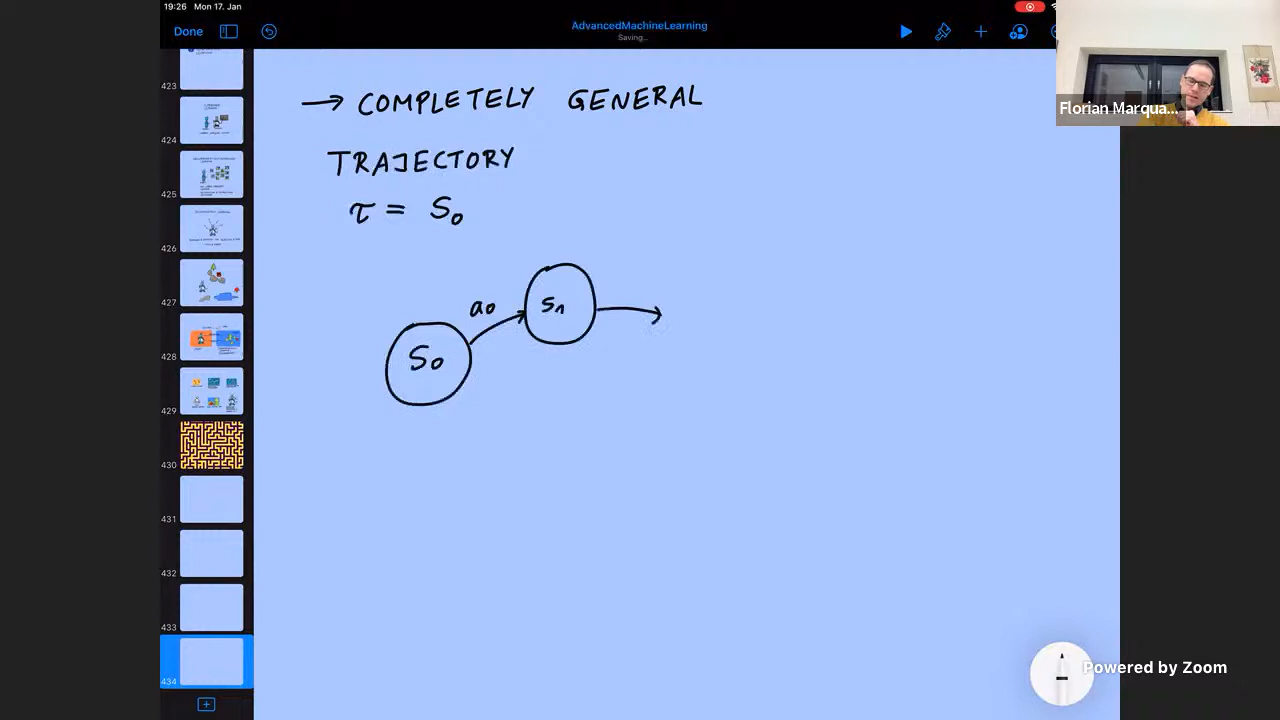 19:26 Mon 17. Jan
Done
AdvancedMachineLearning
Saving...
Florian Marqua...
→ COMPLETELY GENERAL
TRAJECTORY
τ = S0
a0
S1
S0
423
424
425
426
427
428
429
430
431
432
433
434
Powered by Zoom